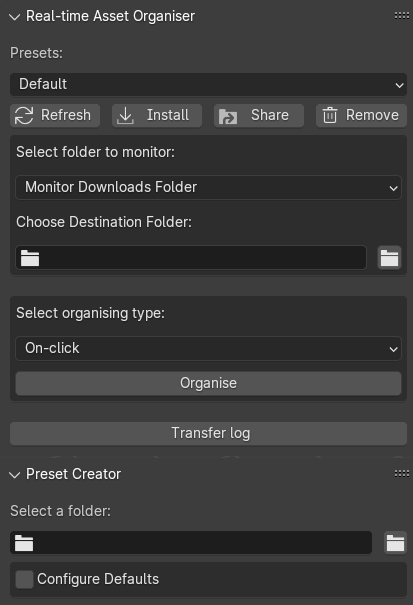 Real-time Asset Organiser
Presets:
Default
Refresh Install Share Remove
Select folder to monitor:
Monitor Downloads Folder
Choose Destination Folder:
Select organising type:
On-click
Organise
Transfer log
Preset Creator
Select a folder:
Configure Defaults